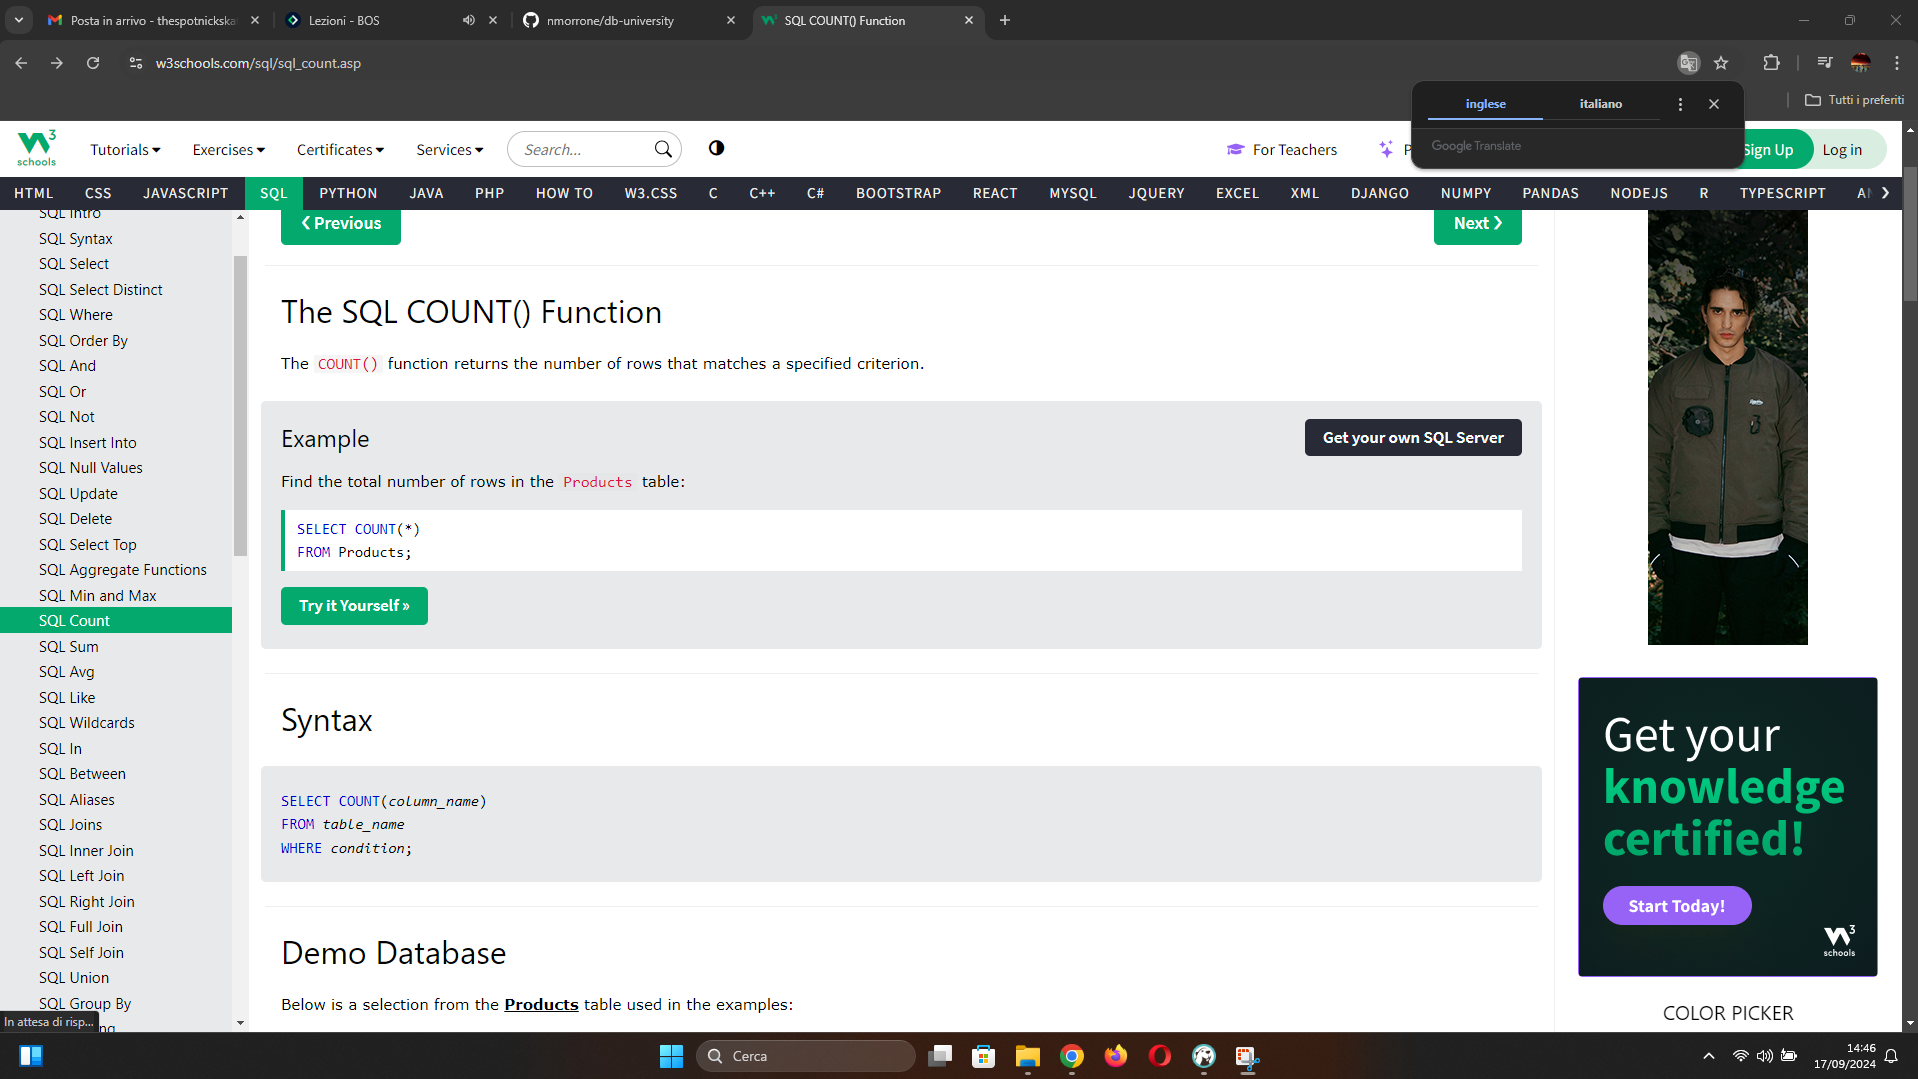 Posta in arrivo - thespotnickska
Lezioni - BOS
nmorrone/db-university
SQL COUNT() Function
w3schools.com/sql/sql_count.asp
inglese
italiano
Google Translate
Tutti i preferiti
W3
schools
Tutorials
Exercises
Certificates
Services
Search...
For Teachers
P
Sign Up
Log in
HTML
CSS
JAVASCRIPT
SQL
PYTHON
JAVA
PHP
HOW TO
W3.CSS
C
C++
C#
BOOTSTRAP
REACT
MYSQL
JQUERY
EXCEL
XML
DJANGO
NUMPY
PANDAS
NODEJS
R
TYPESCRIPT
SQL Intro
SQL Syntax
SQL Select
SQL Select Distinct
SQL Where
SQL Order By
SQL And
SQL Or
SQL Not
SQL Insert Into
SQL Null Values
SQL Update
SQL Delete
SQL Select Top
SQL Aggregate Functions
SQL Min and Max
SQL Count
SQL Sum
SQL Avg
SQL Like
SQL Wildcards
SQL In
SQL Between
SQL Aliases
SQL Joins
SQL Inner Join
SQL Left Join
SQL Right Join
SQL Full Join
SQL Self Join
SQL Union
SQL Group By
In attesa di risp...
❮ Previous
Next ❯
The SQL COUNT() Function
The COUNT() function returns the number of rows that matches a specified criterion.
Example
Get your own SQL Server
Find the total number of rows in the Products table:
SELECT COUNT(*)
FROM Products;
Try it Yourself »
Syntax
SELECT COUNT(column_name)
FROM table_name
WHERE condition;
Demo Database
Below is a selection from the Products table used in the examples:
Get your
knowledge
certified!
Start Today!
W3
schools
COLOR PICKER
Cerca
14:46
17/09/2024